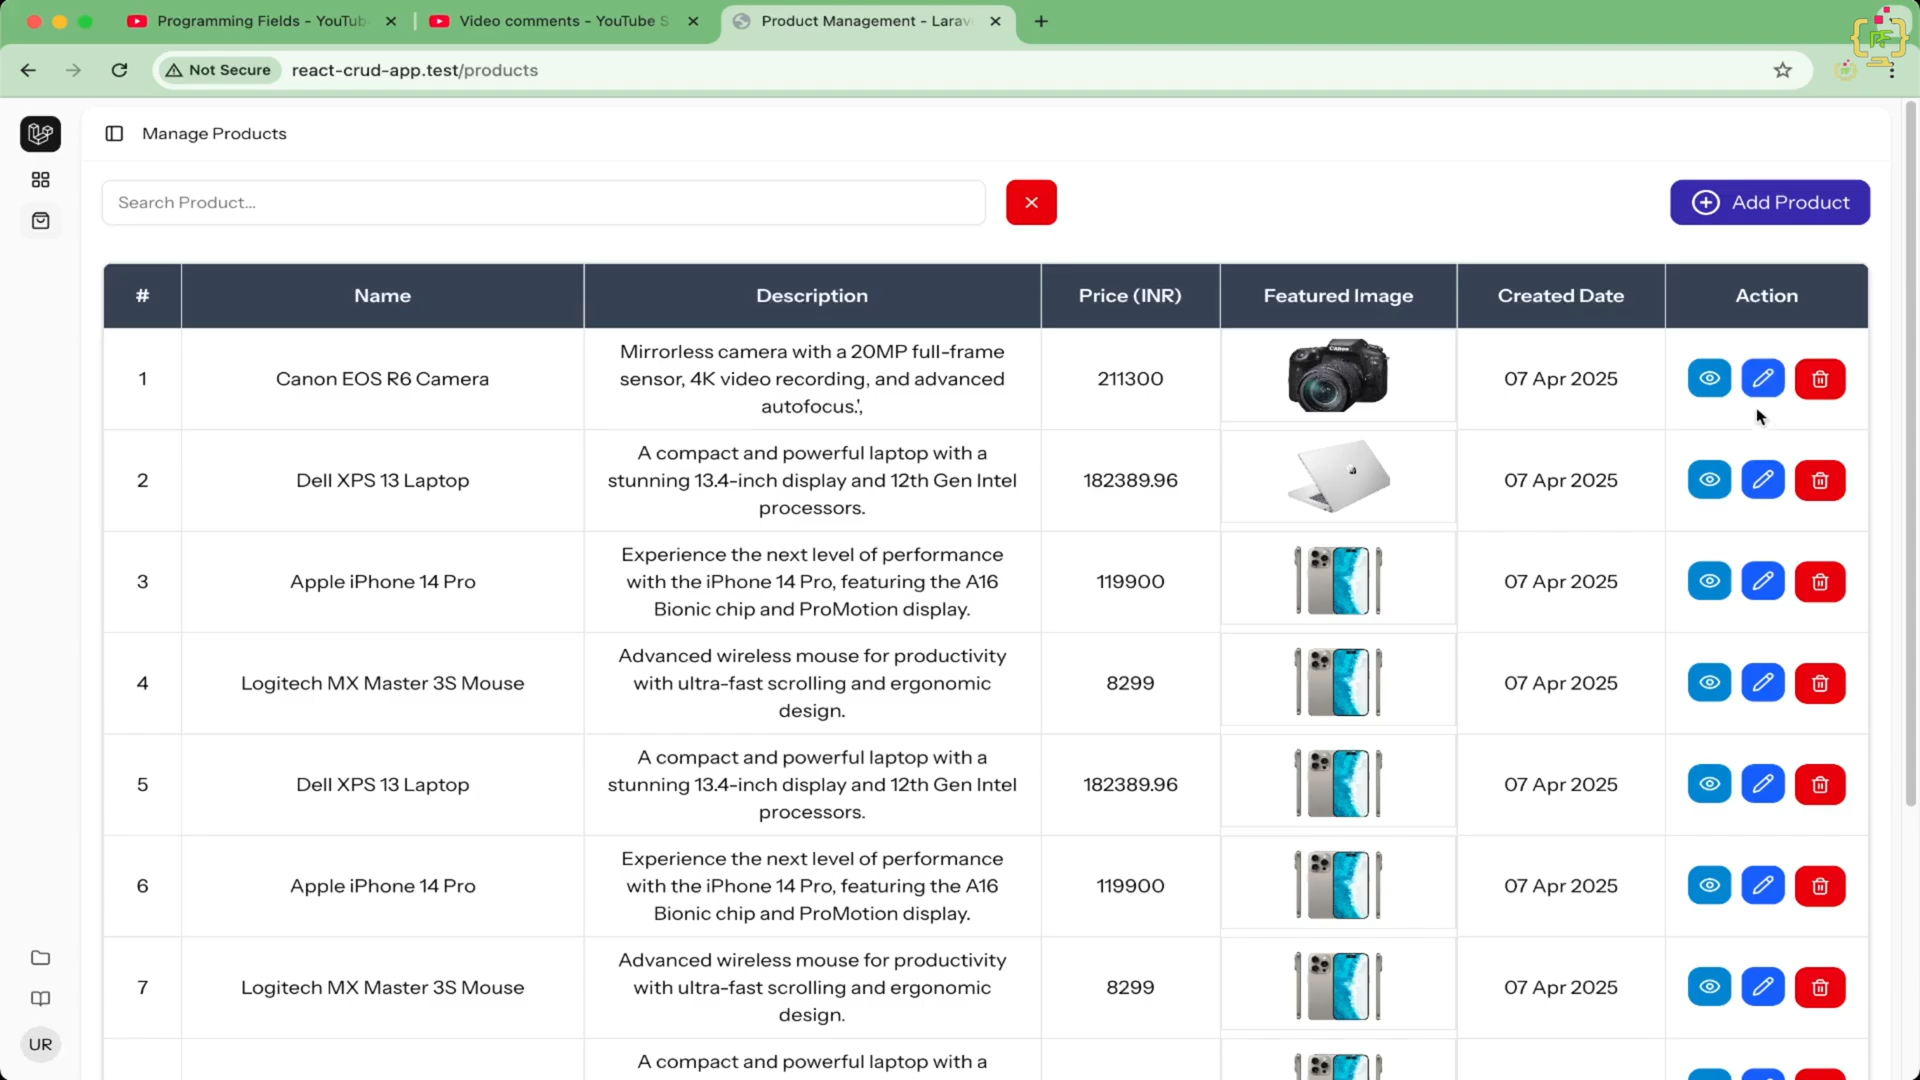 Programming Fields - YouTub
Video comments - YouTube S
Product Management - Larav
Not Secure
react-crud-app.test/products
Manage Products
Search Product...
Add Product
# Name Description Price (INR) Featured Image Created Date Action
1 Canon EOS R6 Camera
Mirrorless camera with a 20MP full-frame
sensor, 4K video recording, and advanced
autofocus.',
211300
Canon
07 Apr 2025
2 Dell XPS 13 Laptop
A compact and powerful laptop with a
stunning 13.4-inch display and 12th Gen Intel
processors.
182389.96
07 Apr 2025
3 Apple iPhone 14 Pro
Experience the next level of performance
with the iPhone 14 Pro, featuring the A16
Bionic chip and ProMotion display.
119900
07 Apr 2025
4 Logitech MX Master 3S Mouse
Advanced wireless mouse for productivity
with ultra-fast scrolling and ergonomic
design.
8299
07 Apr 2025
5 Dell XPS 13 Laptop
A compact and powerful laptop with a
stunning 13.4-inch display and 12th Gen Intel
processors.
182389.96
07 Apr 2025
6 Apple iPhone 14 Pro
Experience the next level of performance
with the iPhone 14 Pro, featuring the A16
Bionic chip and ProMotion display.
119900
07 Apr 2025
7 Logitech MX Master 3S Mouse
Advanced wireless mouse for productivity
with ultra-fast scrolling and ergonomic
design.
8299
07 Apr 2025
A compact and powerful laptop with a
UR